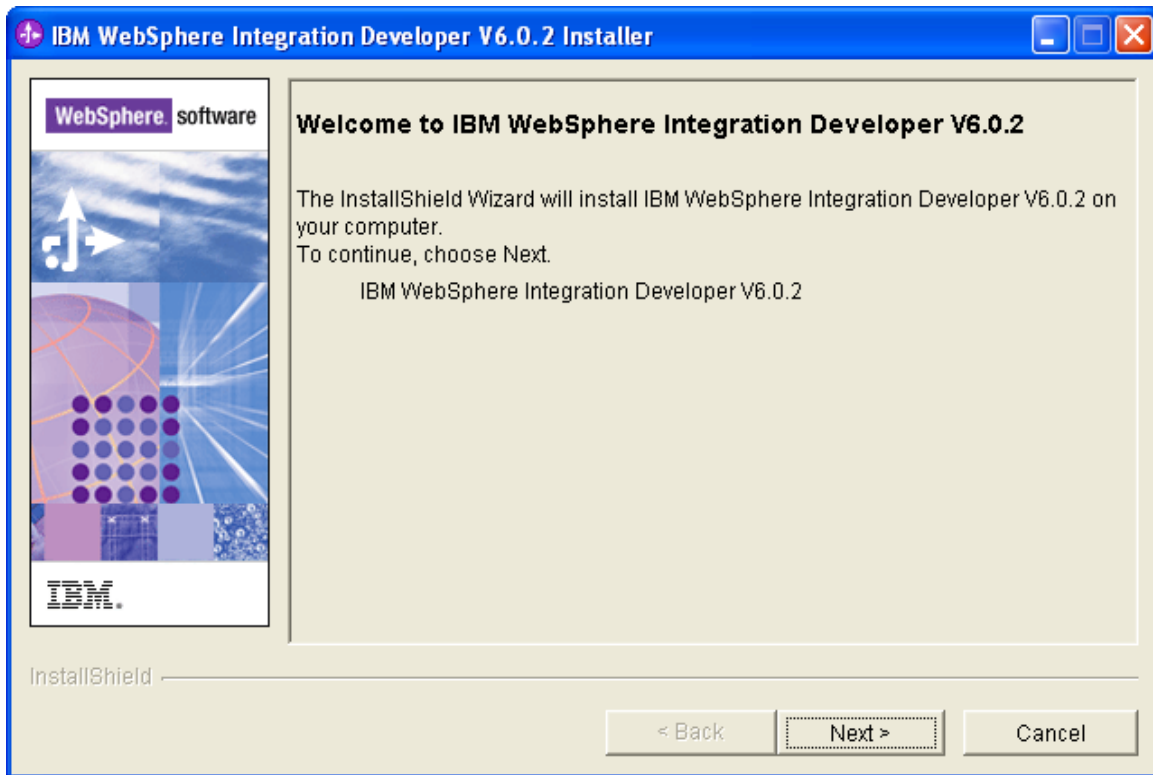 IBM WebSphere Integration Developer V6.0.2 Installer
WebSphere. software
Welcome to IBM WebSphere Integration Developer V6.0.2
The InstallShield Wizard will install IBM WebSphere Integration Developer V6.0.2 on
your computer.
To continue, choose Next.
IBM WebSphere Integration Developer V6.0.2
IBM.
InstallShield
< Back
Next >
Cancel